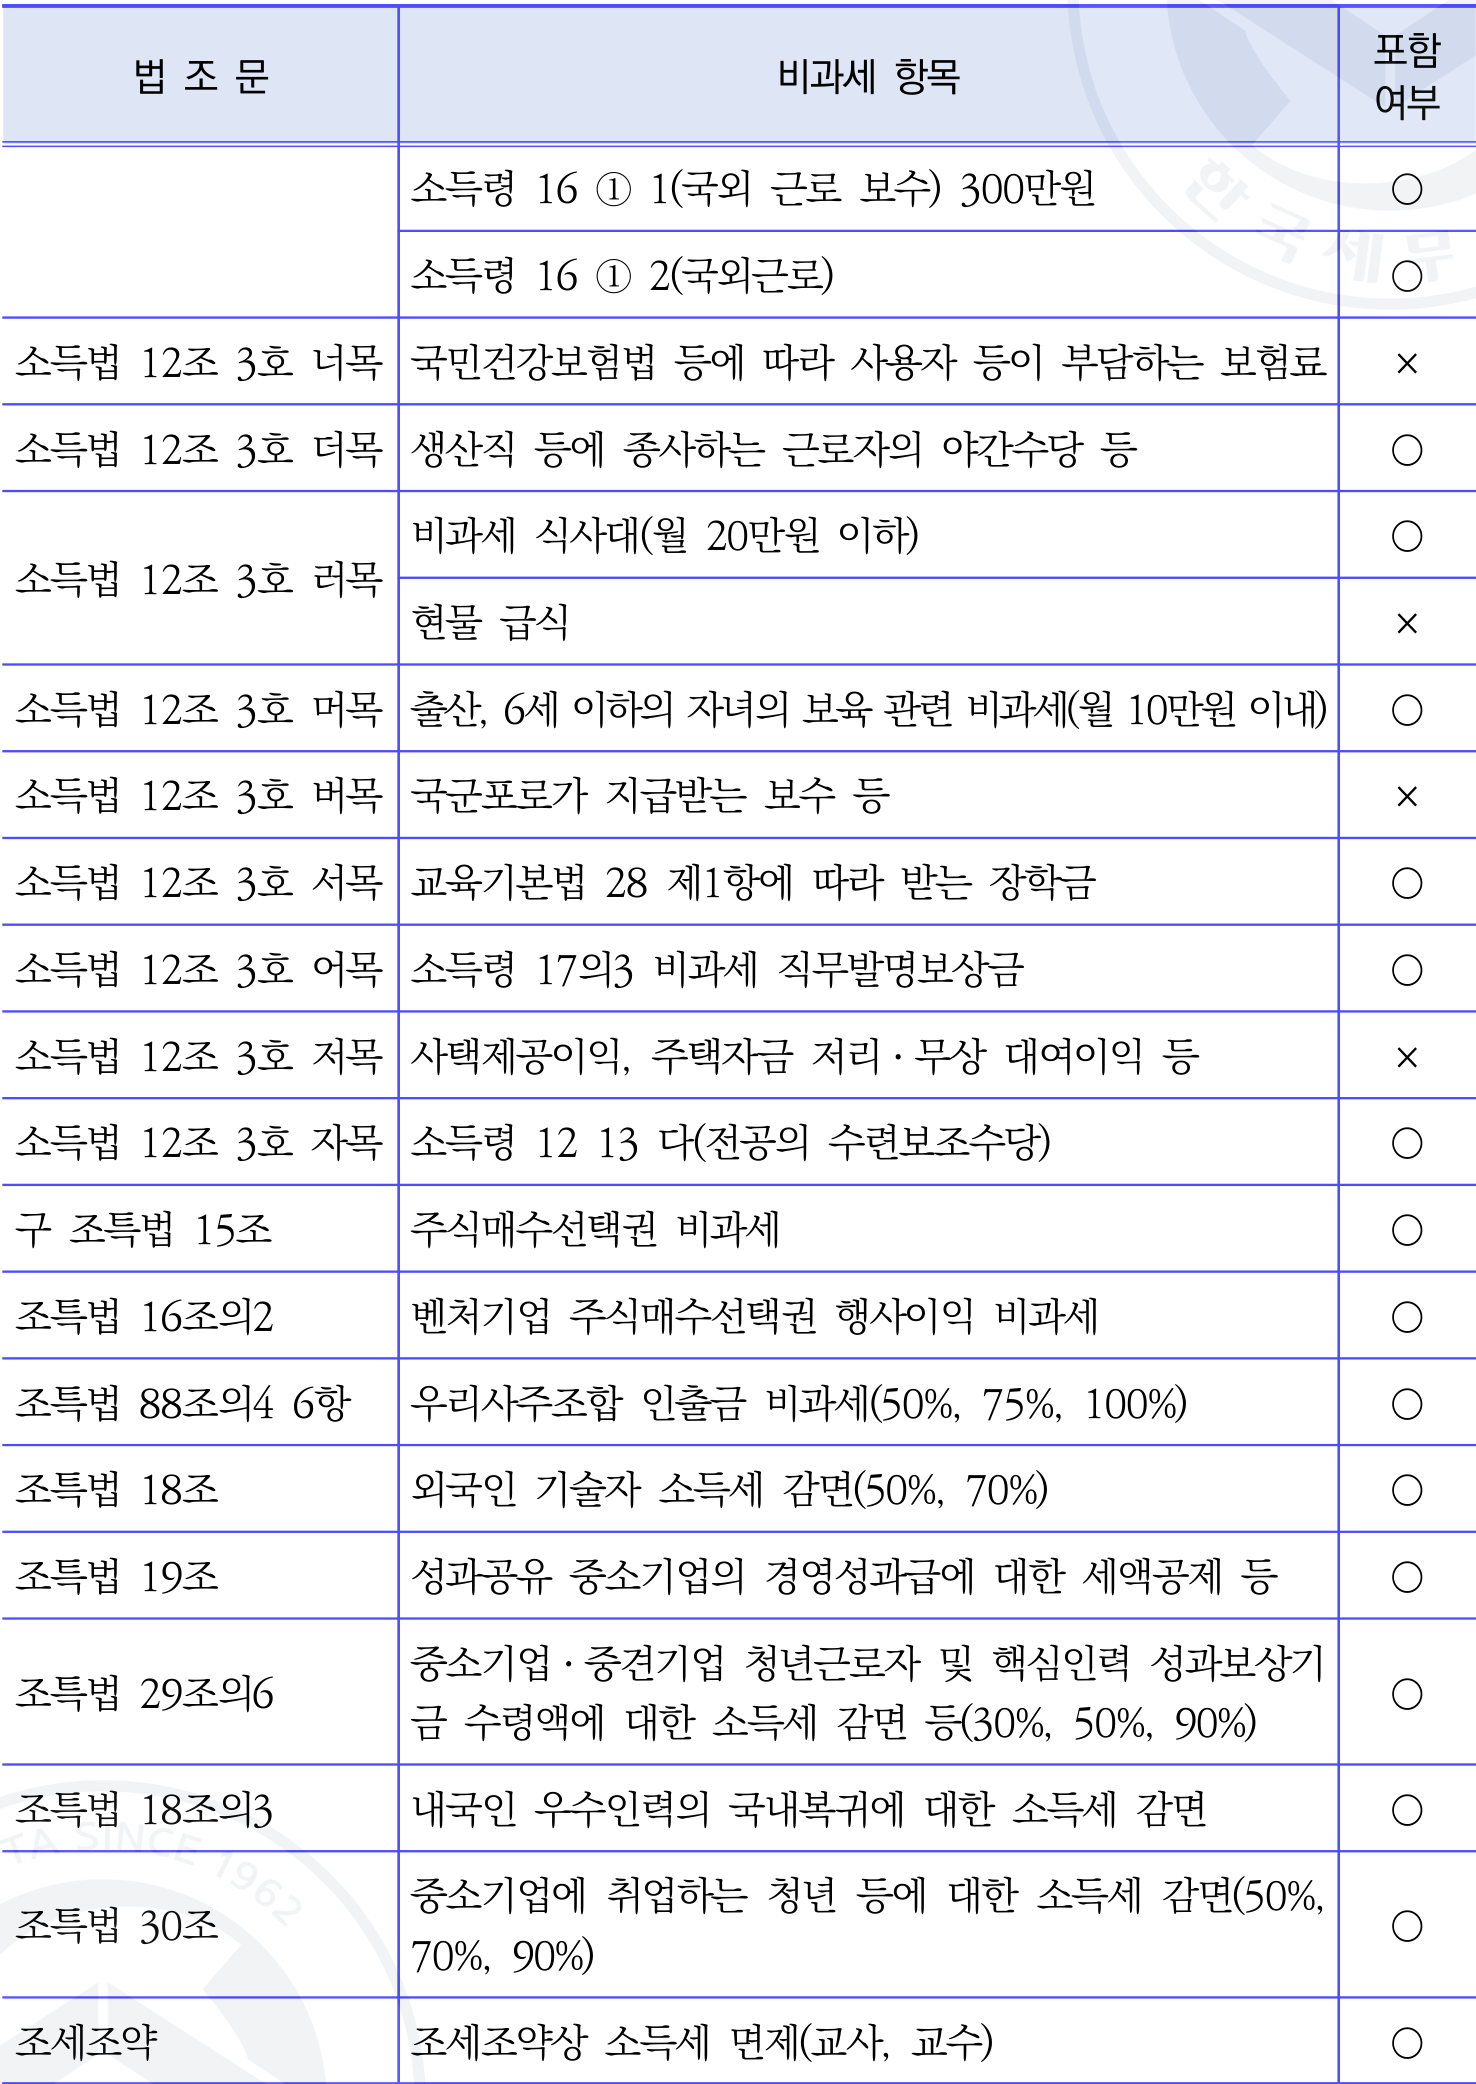 법 조 문 비과세 항목 포함
여부
소득령 16 ① 1(국외 근로 보수) 300만원 ○
소득령 16 ① 2(국외근로) ○
소득법 12조 3호 너목 국민건강보험법 등에 따라 사용자 등이 부담하는 보험료 ×
소득법 12조 3호 더목 생산직 등에 종사하는 근로자의 야간수당 등 ○
소득법 12조 3호 러목 비과세 식사대(월 20만원 이하) ○
현물 급식 ×
소득법 12조 3호 머목 출산, 6세 이하의 자녀의 보육 관련 비과세(월 10만원 이내) ○
소득법 12조 3호 버목 국군포로가 지급받는 보수 등 ×
소득법 12조 3호 서목 교육기본법 28 제1항에 따라 받는 장학금 ○
소득법 12조 3호 어목 소득령 17의3 비과세 직무발명보상금 ○
소득법 12조 3호 저목 사택제공이익, 주택자금 저리·무상 대여이익 등 ×
소득법 12조 3호 자목 소득령 12 13 다(전공의 수련보조수당) ○
구 조특법 15조 주식매수선택권 비과세 ○
조특법 16조의2 벤처기업 주식매수선택권 행사이익 비과세 ○
조특법 88조의4 6항 우리사주조합 인출금 비과세(50%, 75%, 100%) ○
조특법 18조 외국인 기술자 소득세 감면(50%, 70%) ○
조특법 19조 성과공유 중소기업의 경영성과급에 대한 세액공제 등 ○
조특법 29조의6 중소기업·중견기업 청년근로자 및 핵심인력 성과보상기
금 수령액에 대한 소득세 감면 등(30%, 50%, 90%) ○
조특법 18조의3 내국인 우수인력의 국내복귀에 대한 소득세 감면 ○
조특법 30조 중소기업에 취업하는 청년 등에 대한 소득세 감면(50%,
70%, 90%) ○
조세조약 조세조약상 소득세 면제(교사, 교수) ○
한국세무
TA SINCE 1962